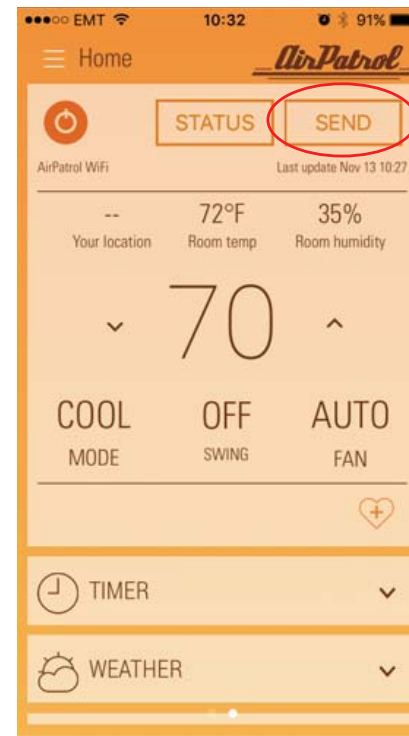 EMT 10:32 91%
Home AirPatrol
STATUS SEND
AirPatrol WiFi Last update Nov 13 10:27
-- 72°F 35%
Your location Room temp Room humidity
70
COOL OFF AUTO
MODE SWING FAN
TIMER
WEATHER